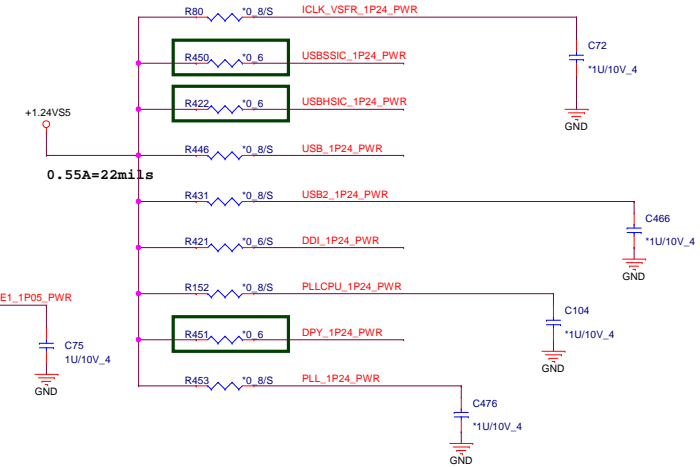 R80 *0_8/S ICLK_VSFR_1P24_PWR
C72
*1U/10V_4
GND
R450 *0_6 USBSSIC_1P24_PWR
R422 *0_6 USBHSIC_1P24_PWR
+1.24VS5
R446 *0_8/S USB_1P24_PWR
0.55A=22mils
R431 *0_8/S USB2_1P24_PWR
C466
*1U/10V_4
GND
R421 *0_6/S DDI_1P24_PWR
R152 *0_8/S PLLCPU_1P24_PWR
E1_1P05_PWR
C104
*1U/10V_4
GND
R451 *0_6 DPY_1P24_PWR
C75
1U/10V_4
GND
R453 *0_8/S PLL_1P24_PWR
C476
*1U/10V_4
GND